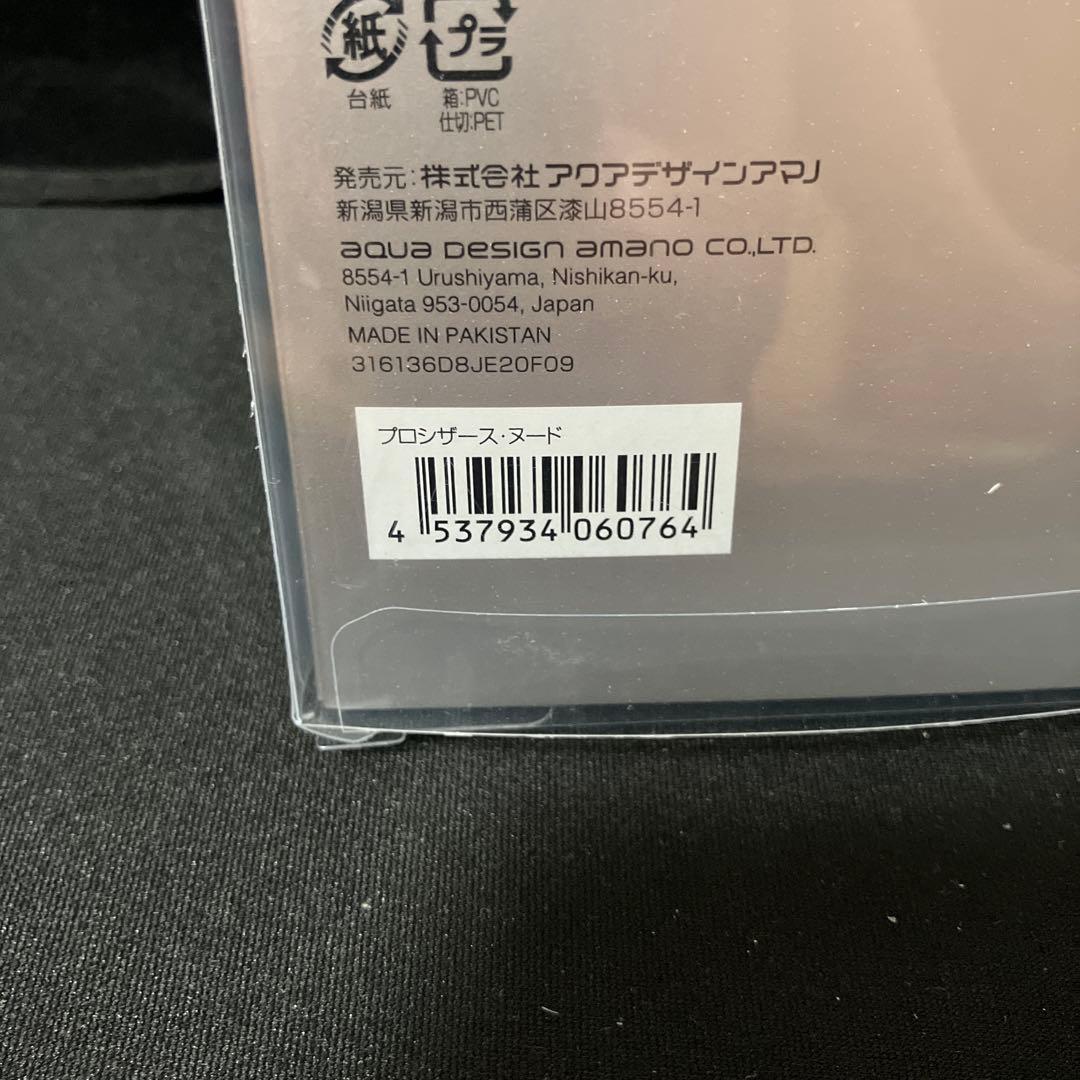 紙 プラ
台紙 箱:PVC
仕切:PET
発売元:株式会社アクアデザインアマノ
新潟県新潟市西蒲区漆山8554-1
AQUA DESIGN AMANO CO.,LTD.
8554-1 Urushiyama, Nishikan-ku,
Niigata 953-0054, Japan
MADE IN PAKISTAN
316136D8JE20F09
プロシザース・ヌード
4 537934 060764